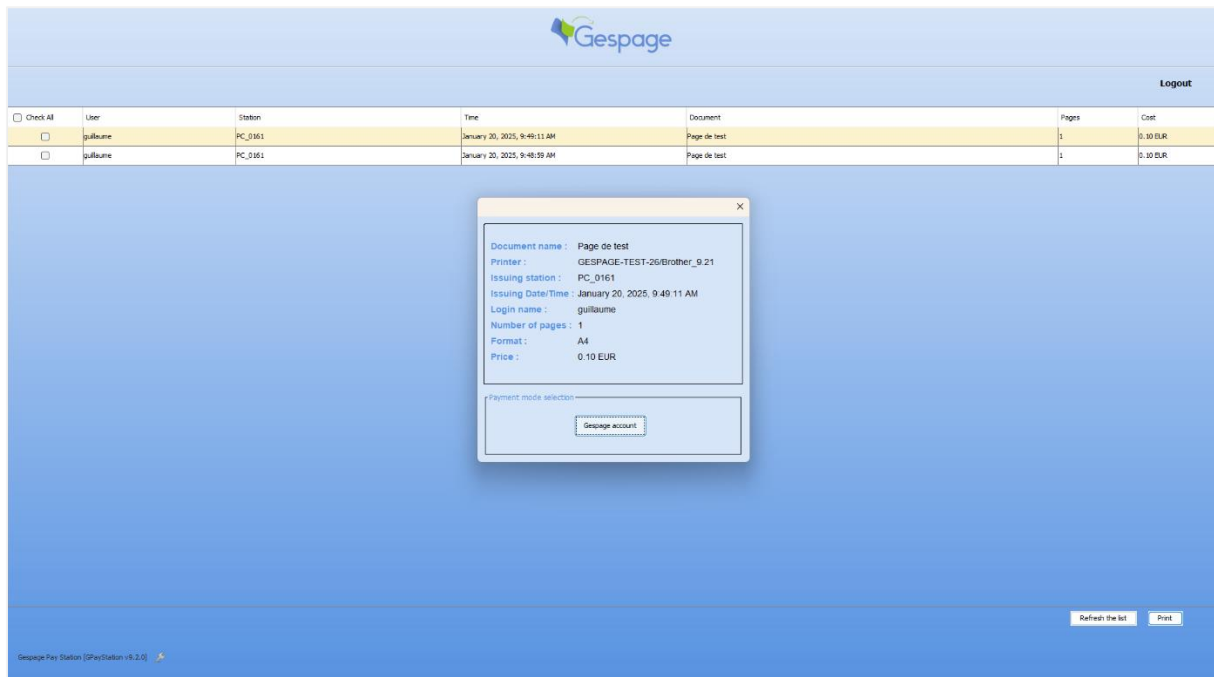 Gespage
Logout
Check All User Station Time Document Pages Cost
guillaume PC_0161 January 20, 2025, 9:49:11 AM Page de test 1 0.10 EUR
guillaume PC_0161 January 20, 2025, 9:48:59 AM Page de test 1 0.10 EUR
Document name : Page de test
Printer : GESPAGE-TEST-26/Brother_9.21
Issuing station : PC_0161
Issuing Date/Time : January 20, 2025, 9:49:11 AM
Login name : guillaume
Number of pages : 1
Format : A4
Price : 0.10 EUR
Payment mode selection
Gespage account
Refresh the list Print
Gespage Pay Station [GPayStation v9.2.0]